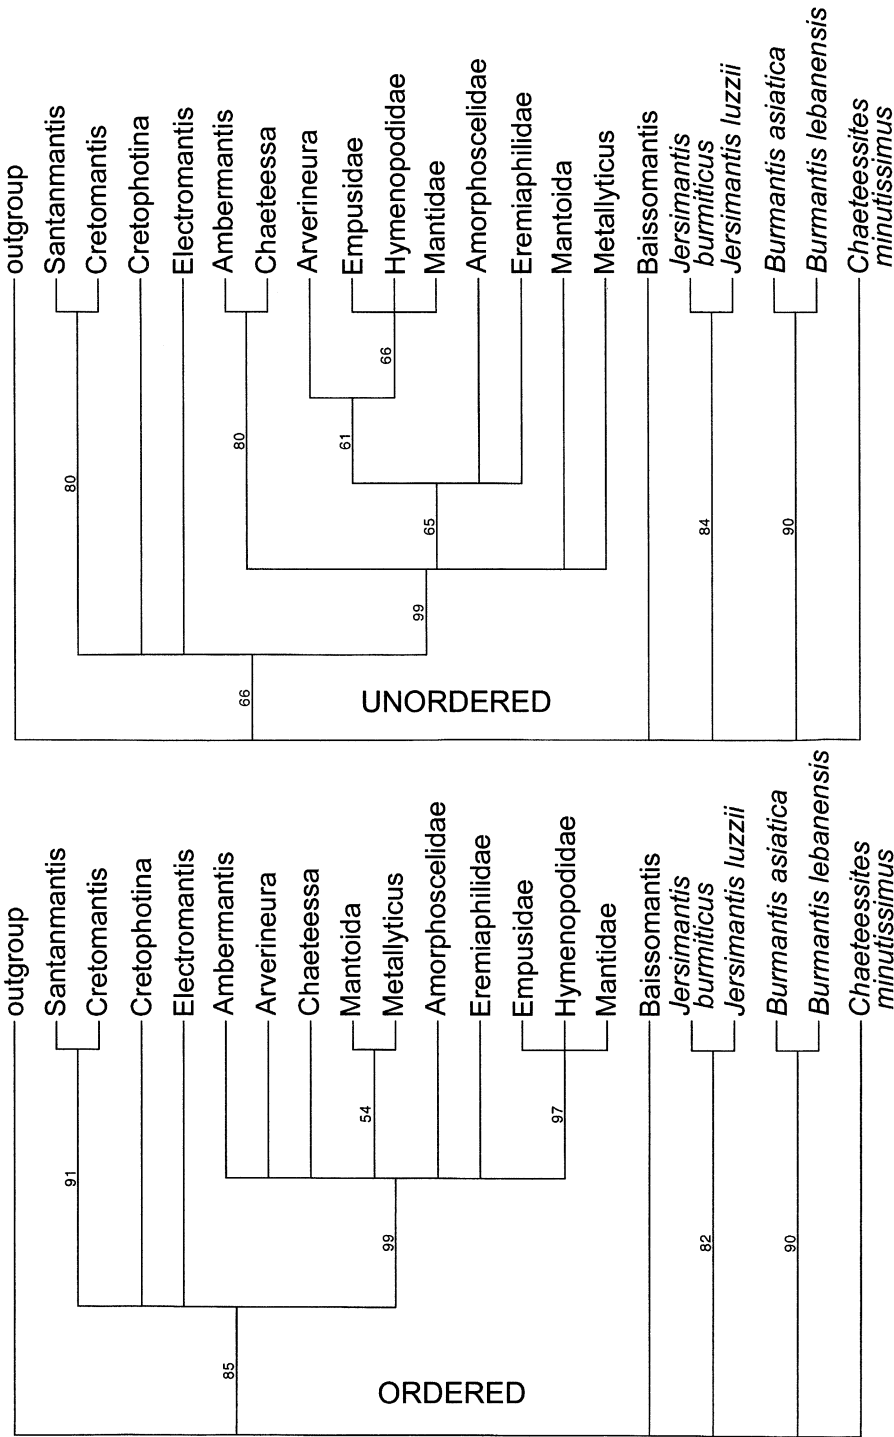 outgroup
Santanmantis
Cretomantis
Cretophotina
Electromantis
Ambermantis
Chaeteessa
Arverineura
Empusidae
Hymenopodidae
Mantidae
Amorphoscelidae
Eremiaphilidae
Mantoida
Metallyticus
Baissomantis
Jersimantis
burmiticus
Jersimantis luzzii
Burmantis asiatica
Burmantis lebanensis
Chaeteessites
minutissimus
66
61
80
80
65
84
90
99
66
UNORDERED
outgroup
Santanmantis
Cretomantis
Cretophotina
Electromantis
Ambermantis
Arverineura
Chaeteessa
Mantoida
Metallyticus
Amorphoscelidae
Eremiaphilidae
Empusidae
Hymenopodidae
Mantidae
Baissomantis
Jersimantis
burmiticus
Jersimantis luzzii
Burmantis asiatica
Burmantis lebanensis
Chaeteessites
minutissimus
54
97
91
99
82
90
85
ORDERED